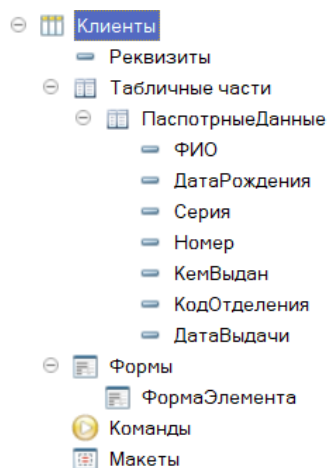 Клиенты
Реквизиты
Табличные части
ПаспотрныеДанные
ФИО
ДатаРождения
Серия
Номер
КемВыдан
КодОтделения
ДатаВыдачи
Формы
ФормаЭлемента
Команды
Макеты